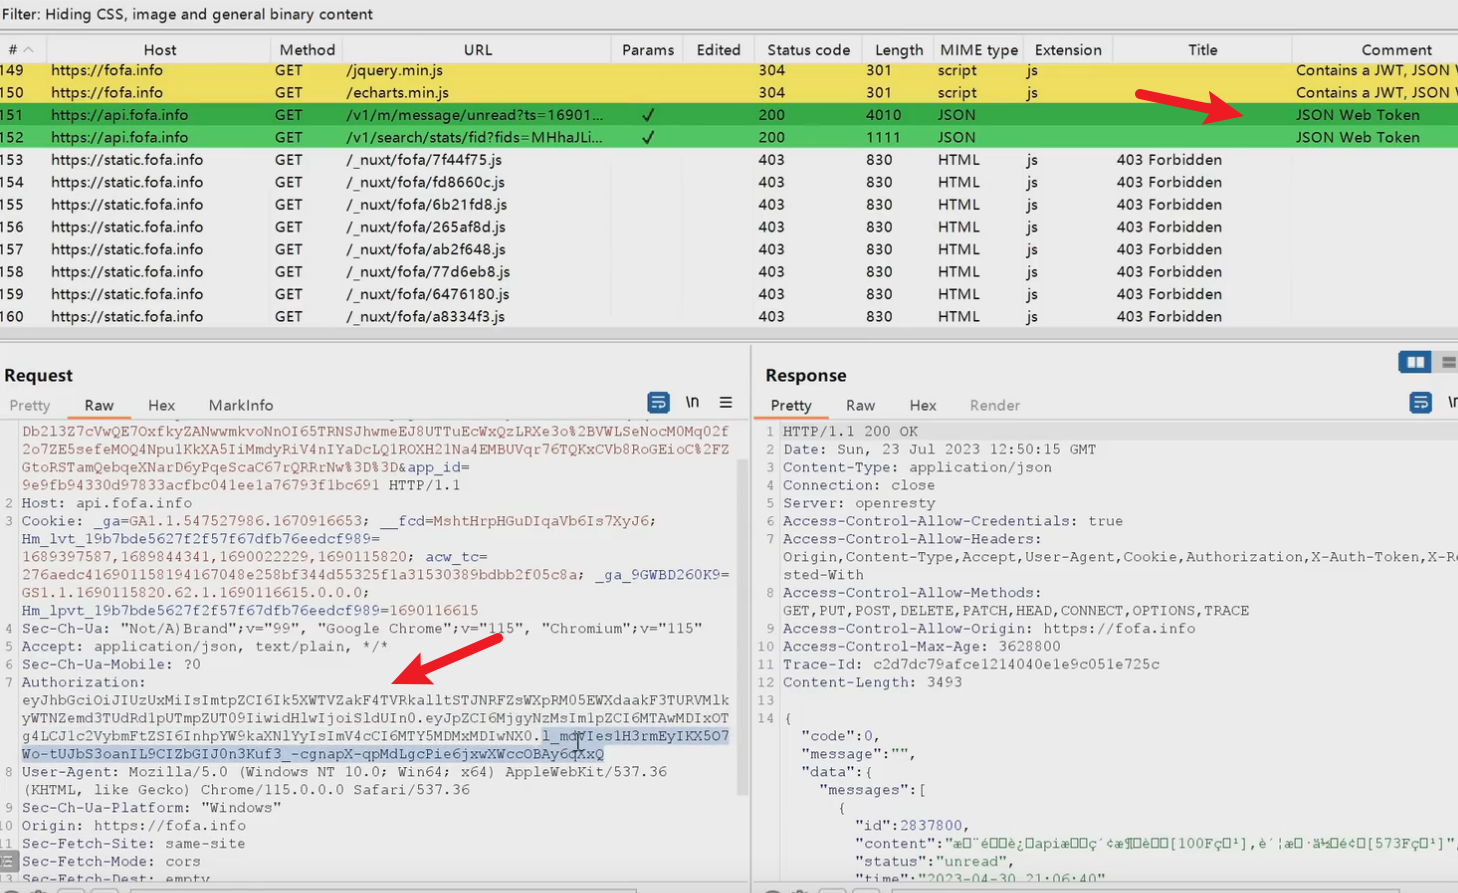 Filter: Hiding CSS, image and general binary content
# Host Method URL Params Edited Status code Length MIME type Extension Title Comment
149 https://fofa.info GET /jquery.min.js 304 301 script js Contains a JWT, JSON W
150 https://fofa.info GET /echarts.min.js 304 301 script js Contains a JWT, JSON W
151 https://api.fofa.info GET /v1/m/message/unread?ts=16901... ✓ 200 4010 JSON JSON Web Token
152 https://api.fofa.info GET /v1/search/stats/fid?fids=MHhaJLi... ✓ 200 1111 JSON JSON Web Token
153 https://static.fofa.info GET /_nuxt/fofa/7f44f75.js 403 830 HTML js 403 Forbidden
154 https://static.fofa.info GET /_nuxt/fofa/fd8660c.js 403 830 HTML js 403 Forbidden
155 https://static.fofa.info GET /_nuxt/fofa/6b21fd8.js 403 830 HTML js 403 Forbidden
156 https://static.fofa.info GET /_nuxt/fofa/265af8d.js 403 830 HTML js 403 Forbidden
157 https://static.fofa.info GET /_nuxt/fofa/ab2f648.js 403 830 HTML js 403 Forbidden
158 https://static.fofa.info GET /_nuxt/fofa/77d6eb8.js 403 830 HTML js 403 Forbidden
159 https://static.fofa.info GET /_nuxt/fofa/6476180.js 403 830 HTML js 403 Forbidden
160 https://static.fofa.info GET /_nuxt/fofa/a8334f3.js 403 830 HTML js 403 Forbidden
Request
Pretty Raw Hex MarkInfo
\n
&app_id=
9e9fb94330d97833acfbc041ee1a76793f1bc691 HTTP/1.1
2 Host: api.fofa.info
3 Cookie: _ga=GA1.1.547527986.1670916653; __fcd=MshtHrpHGuDIqaVb6Is7XyJ6;
Hm_lvt_19b7bde5627f2f57f67dfb76eedcf989=
1689397587,1689844341,1690022229,1690115820; acw_tc=
276aedc416901158194167048e258bf344d55325f1a31530389bdbb2f05c8a; _ga_9GWBD260K9=
GS1.1.1690115820.62.1.1690116615.0.0.0;
Hm_lpvt_19b7bde5627f2f57f67dfb76eedcf989=1690116615
4 Sec-Ch-Ua: "Not/A)Brand";v="99", "Google Chrome";v="115", "Chromium";v="115"
5 Accept: application/json, text/plain, */*
6 Sec-Ch-Ua-Mobile: ?0
7 Authorization:
8 User-Agent: Mozilla/5.0 (Windows NT 10.0; Win64; x64) AppleWebKit/537.36
(KHTML, like Gecko) Chrome/115.0.0.0 Safari/537.36
9 Sec-Ch-Ua-Platform: "Windows"
10 Origin: https://fofa.info
11 Sec-Fetch-Site: same-site
Sec-Fetch-Mode: cors
13 Sec-Fetch-Dest: empty
Response
Pretty Raw Hex Render
1 HTTP/1.1 200 OK
2 Date: Sun, 23 Jul 2023 12:50:15 GMT
3 Content-Type: application/json
4 Connection: close
5 Server: openresty
6 Access-Control-Allow-Credentials: true
7 Access-Control-Allow-Headers:
Origin,Content-Type,Accept,User-Agent,Cookie,Authorization,X-Auth-Token,X-Re
sted-With
8 Access-Control-Allow-Methods:
GET,PUT,POST,DELETE,PATCH,HEAD,CONNECT,OPTIONS,TRACE
9 Access-Control-Allow-Origin: https://fofa.info
10 Access-Control-Max-Age: 3628800
11 Trace-Id: c2d7dc79afce1214040e1e9c051e725c
12 Content-Length: 3493
13
14 {
"code":0,
"message":"",
"data":{
"messages":[
{
"id":2837800,
"content":"
"status":"unread",
"time":"2023-04-30 21:06:40"